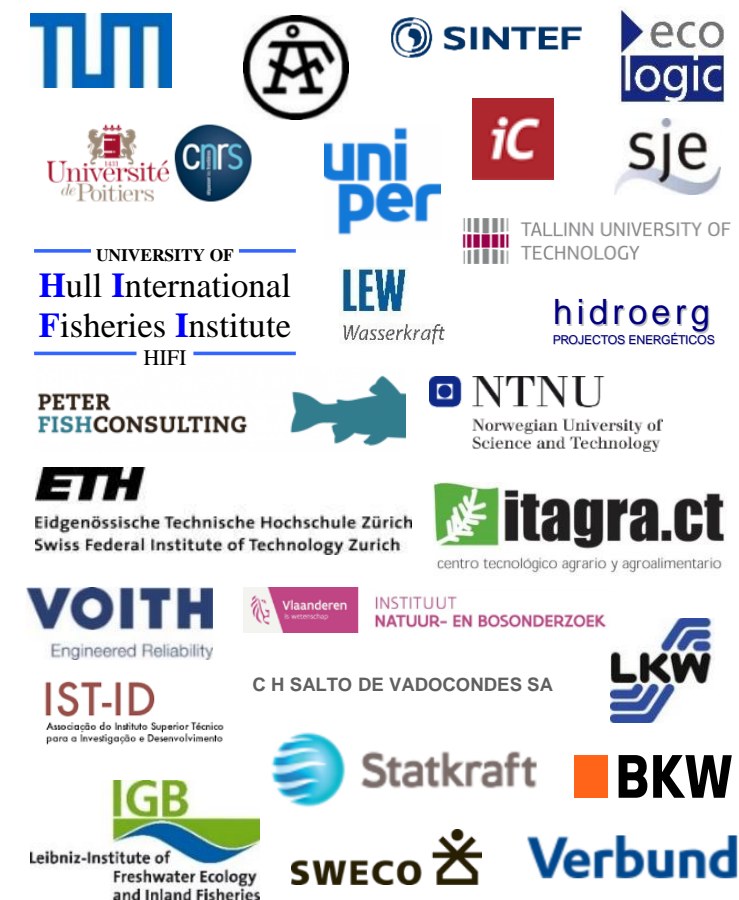 TUM
ÅF
SINTEF
eco
logic
1431
Université
de Poitiers
cnrs
uni
per
iC
sje
TALLINN UNIVERSITY OF
TECHNOLOGY
UNIVERSITY OF
Hull International
Fisheries Institute
HIFI
LEW
Wasserkraft
hidroerg
PROJECTOS ENERGÉTICOS
PETER
FISHCONSULTING
NTNU
Norwegian University of
Science and Technology
ETH
Eidgenössische Technische Hochschule Zürich
Swiss Federal Institute of Technology Zurich
itagra.ct
centro tecnológico agrario y agroalimentario
VOITH
Engineered Reliability
Vlaanderen
is wetenschap
INSTITUUT
NATUUR- EN BOSONDERZOEK
LKW
IST-ID
Associação do Instituto Superior Técnico
para a Investigação e Desenvolvimento
C H SALTO DE VADOCONDES SA
Statkraft
BKW
IGB
Leibniz-Institute of
Freshwater Ecology
and Inland Fisheries
SWECO
Verbund